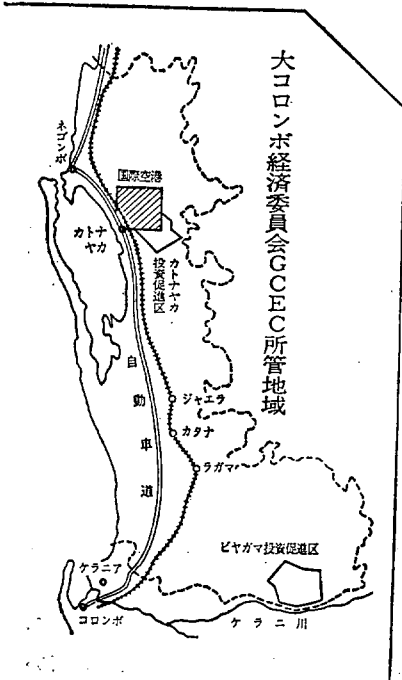 大コロンボ経済委員会GCEC所管地域
ネゴンボ
国際空港
カトナヤカ
カトナヤカ投資促進区
自動車道
ジャエラ
カタナ
ラガマ
ビヤガマ投資促進区
ケラニア
コロンボ
ケラニ川